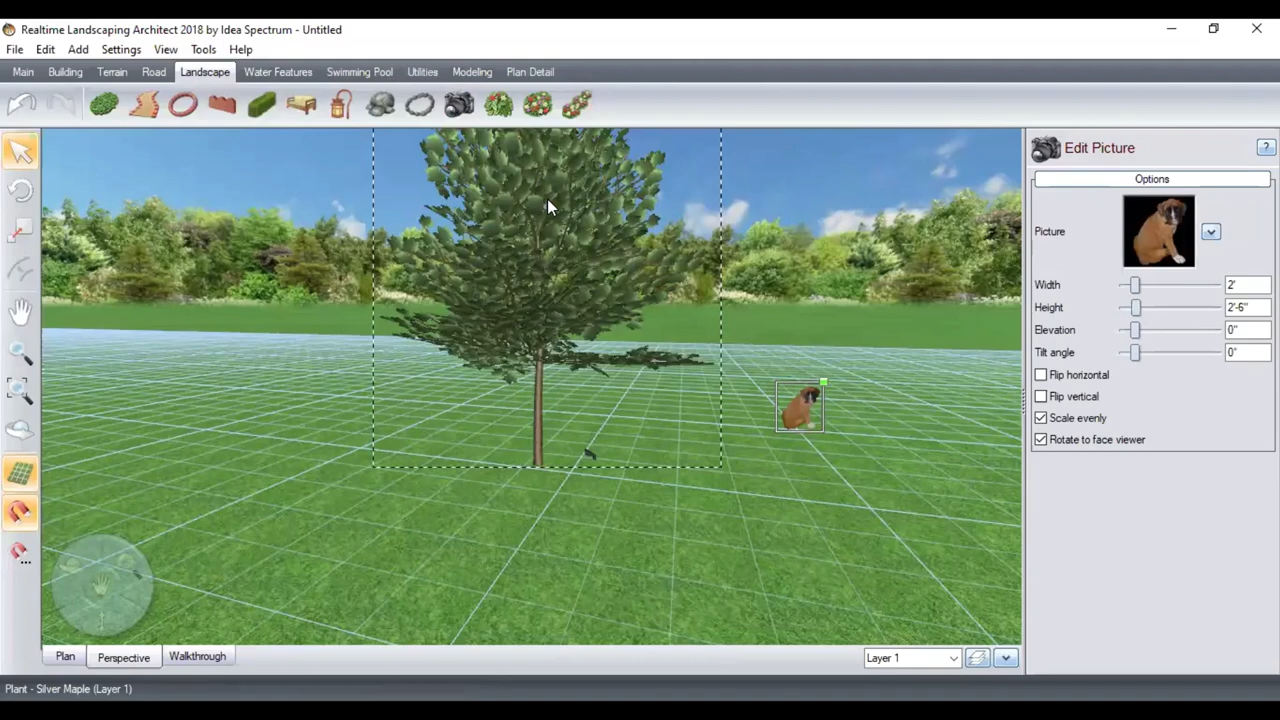 Realtime Landscaping Architect 2018 by Idea Spectrum - Untitled
File Edit Add Settings View Tools Help
Main Building Terrain Road Landscape Water Features Swimming Pool Utilities Modeling Plan Detail
Edit Picture ?
Options
Picture
Width 2'
Height 2'-6"
Elevation 0"
Tilt angle 0°
Flip horizontal
Flip vertical
Scale evenly
Rotate to face viewer
Plan Perspective Walkthrough Layer 1
Plant - Silver Maple (Layer 1)